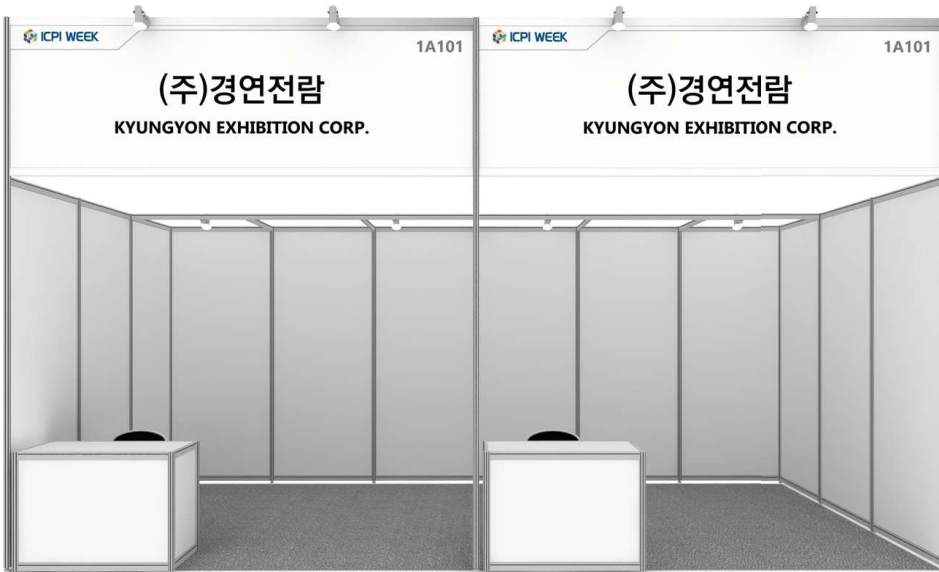 ICPI WEEK
1A101
(주)경연전람
KYUNGYON EXHIBITION CORP.
ICPI WEEK
1A101
(주)경연전람
KYUNGYON EXHIBITION CORP.